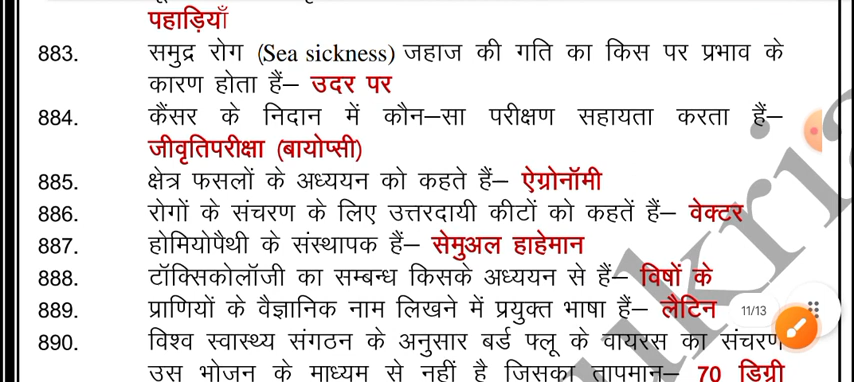 पहाड़ियाँ
883. समुद्र रोग (Sea sickness) जहाज की गति का किस पर प्रभाव के
कारण होता हैं– उदर पर
884. कैंसर के निदान में कौन–सा परीक्षण सहायता करता हैं–
जीवृतिपरीक्षा (बायोप्सी)
885. क्षेत्र फसलों के अध्ययन को कहते हैं– ऐग्रोनॉमी
886. रोगों के संचरण के लिए उत्तरदायी कीटों को कहतें हैं– वेक्टर
887. होमियोपैथी के संस्थापक हैं– सेमुअल हाहेमान
888. टॉक्सिकोलॉजी का सम्बन्ध किसके अध्ययन से हैं– विषों के
889. प्राणियों के वैज्ञानिक नाम लिखने में प्रयुक्त भाषा हैं– लैटिन
11/13
890. विश्व स्वास्थ्य संगठन के अनुसार बर्ड फ्लू के वायरस का संचरण
उस भोजन के माध्यम से नहीं है जिसका तापमान– 70 डिग्री